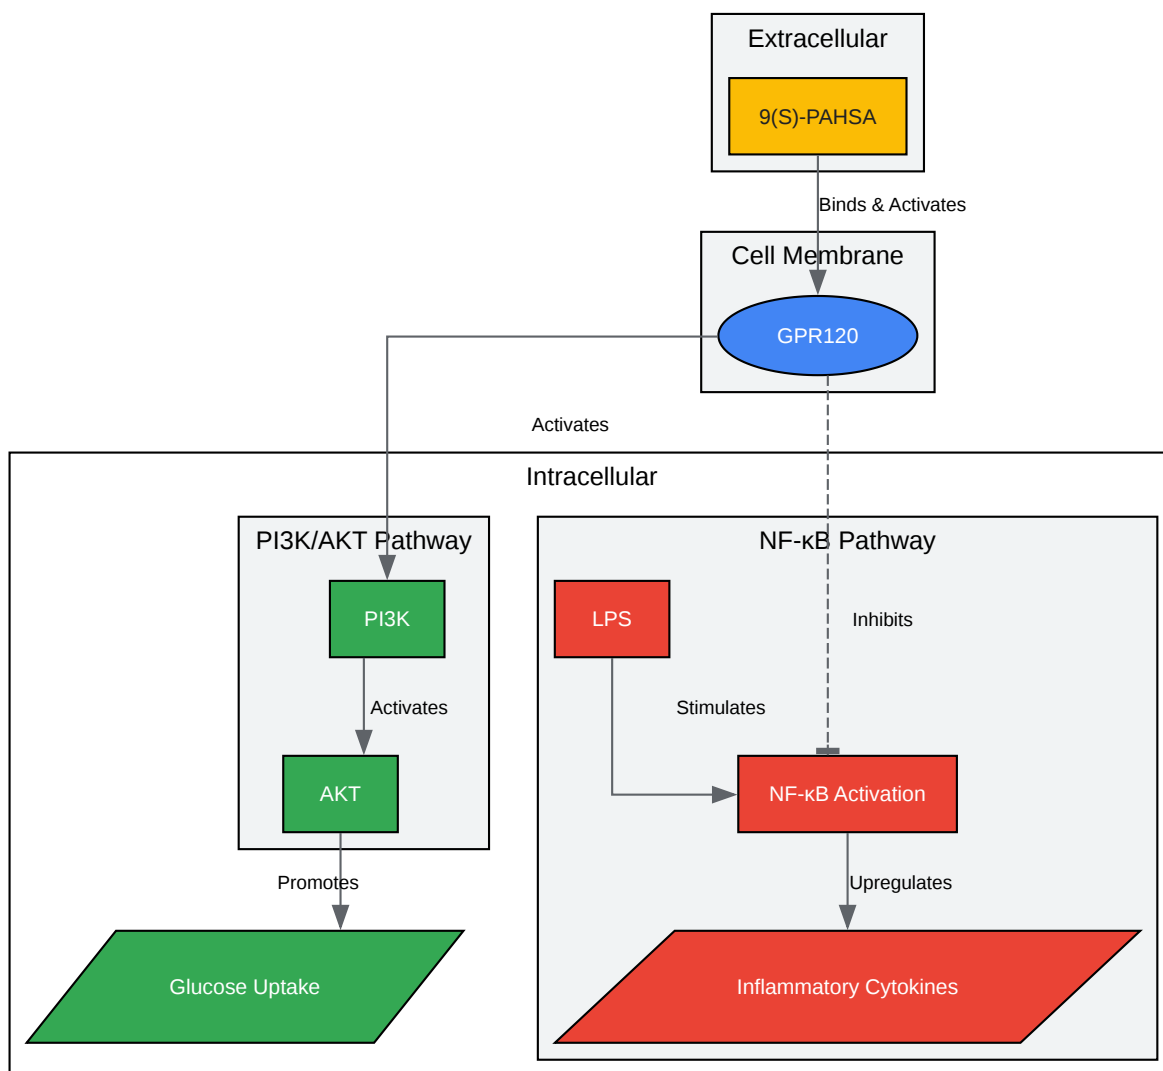 Extracellular
9(S)-PAHSA
Binds & Activates
Cell Membrane
GPR120
Activates
Intracellular
PI3K/AKT Pathway
NF-κB Pathway
PI3K
LPS
Inhibits
Activates
Stimulates
AKT
NF-κB Activation
Promotes
Upregulates
Glucose Uptake
Inflammatory Cytokines